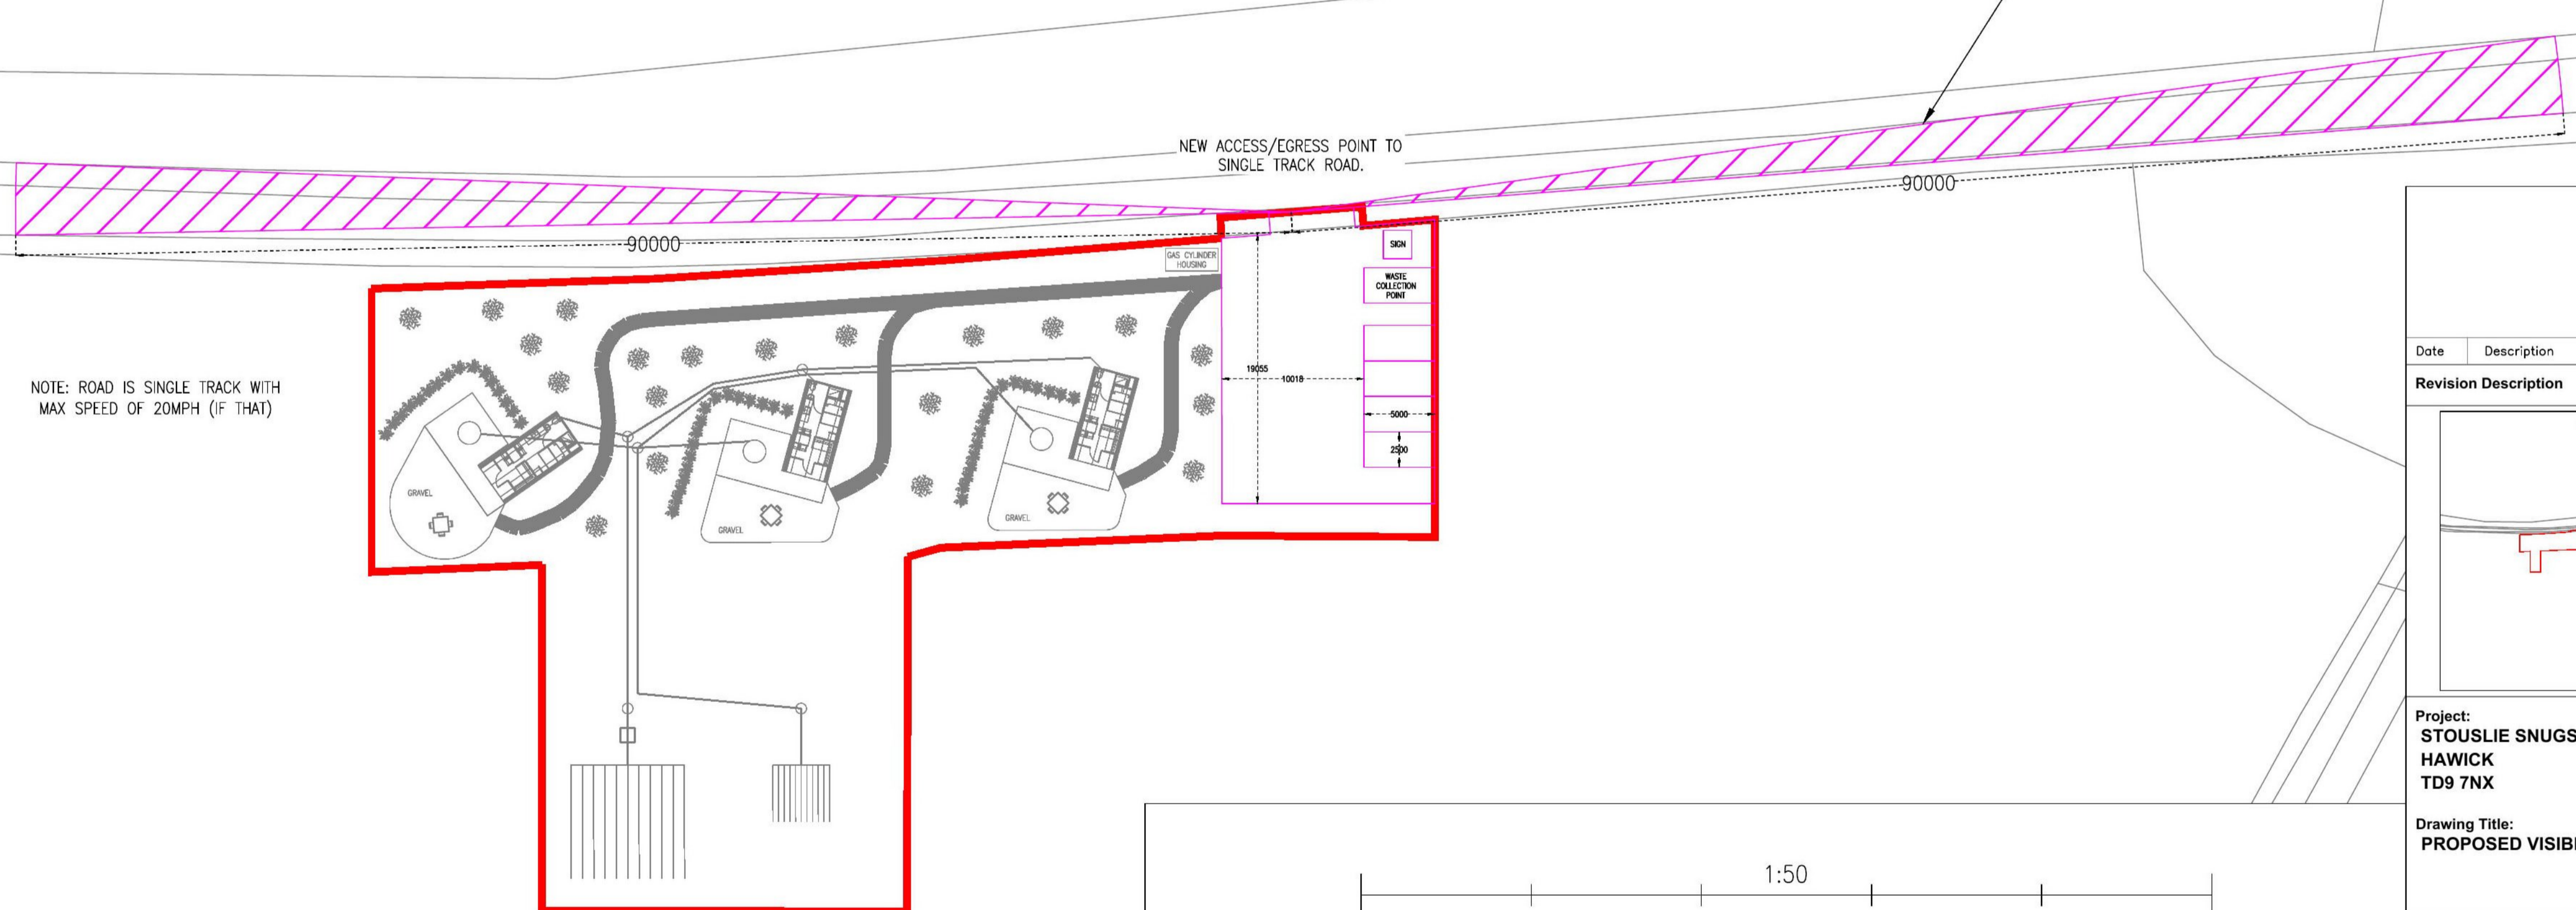 NEW ACCESS/EGRESS POINT TO
SINGLE TRACK ROAD.
90000
90000
GAS CYLINDER
HOUSING
SIGN
WASTE
COLLECTION
POINT
19055
10018
5000
2500
NOTE: ROAD IS SINGLE TRACK WITH
MAX SPEED OF 20MPH (IF THAT)
GRAVEL
GRAVEL
GRAVEL
Date Description
Revision Description
Project:
STOUSLIE SNUGS
HAWICK
TD9 7NX
Drawing Title:
PROPOSED
1:50